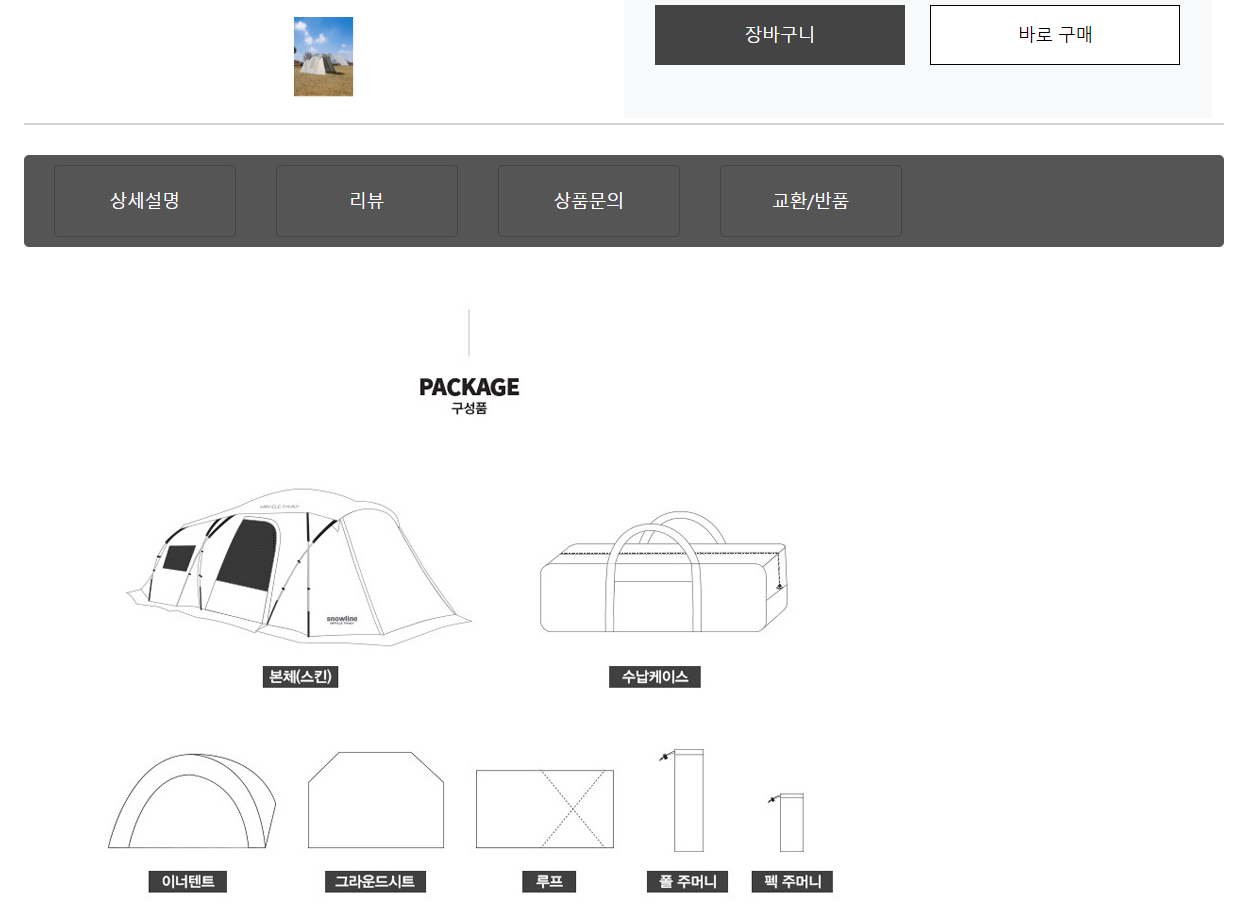 장바구니
바로 구매
상세설명
리뷰
상품문의
교환/반품
PACKAGE
구성품
MIRACLE FAMILY
snowline
MIRACLE FAMILY
본체(스킨)
수납케이스
이너텐트
그라운드시트
루프
폴 주머니
펙 주머니